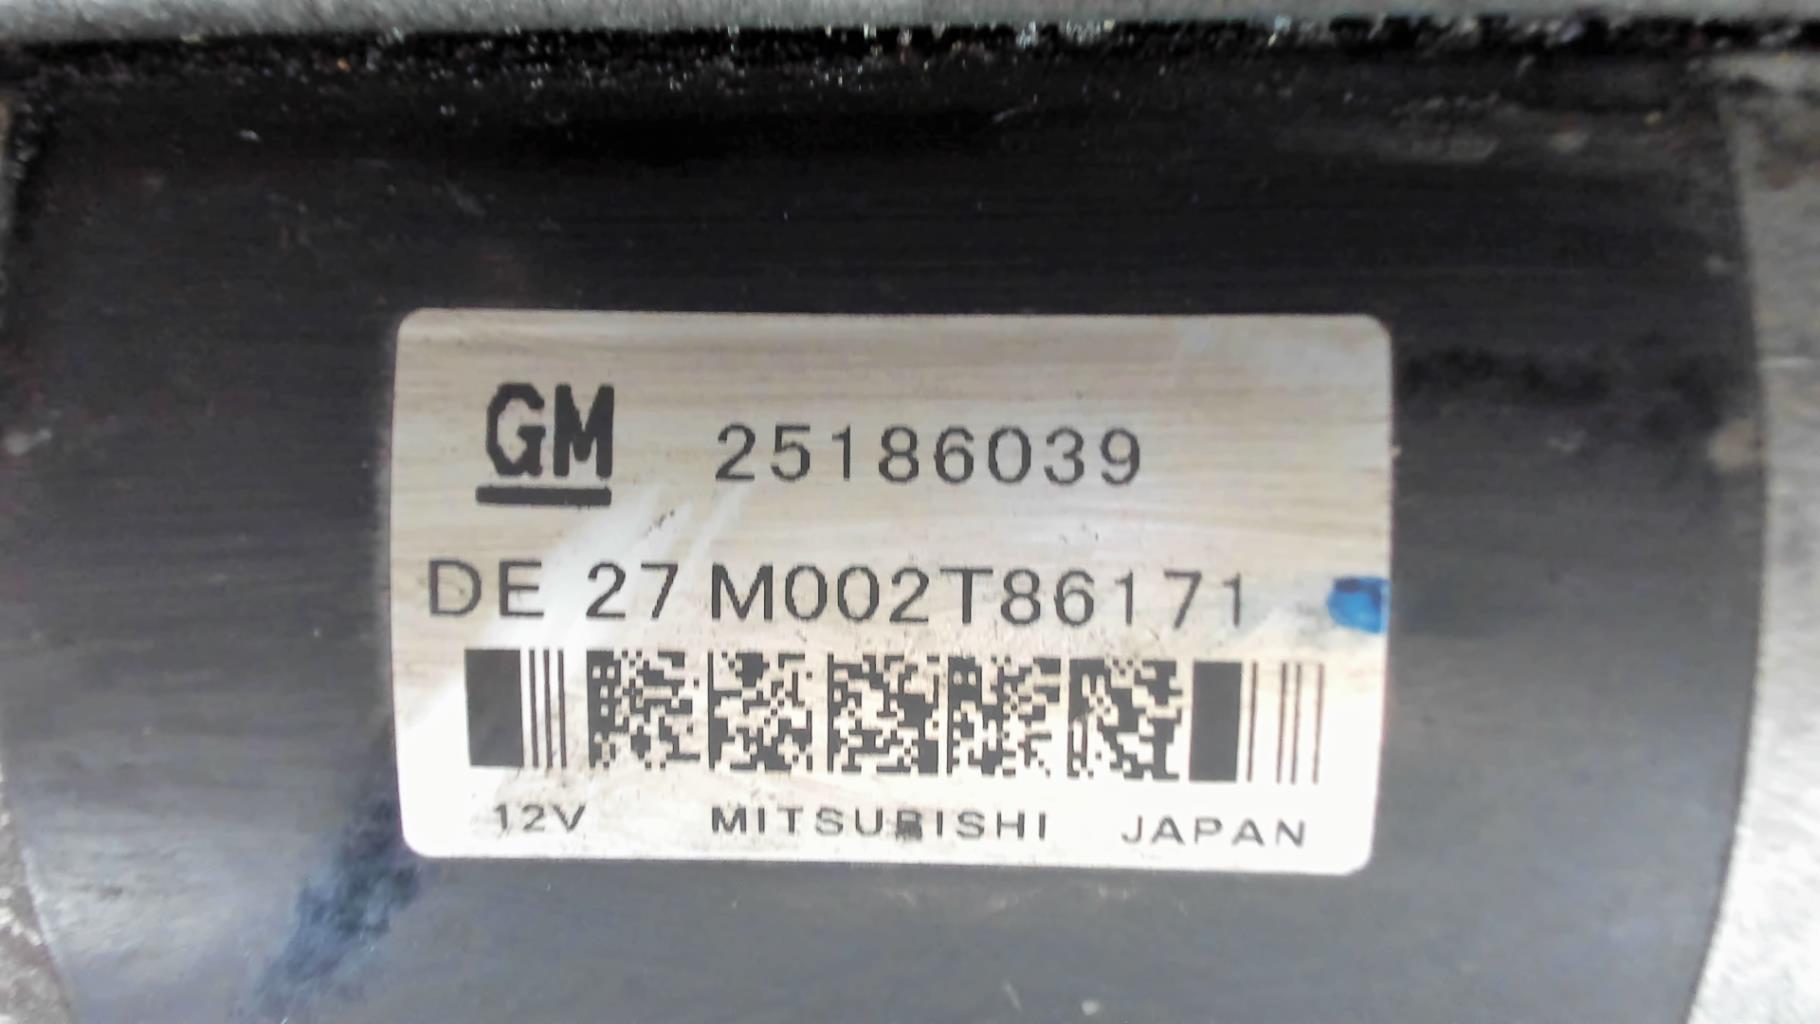 GM 25186039
DE 27 M002T86171
12V MITSUBISHI JAPAN